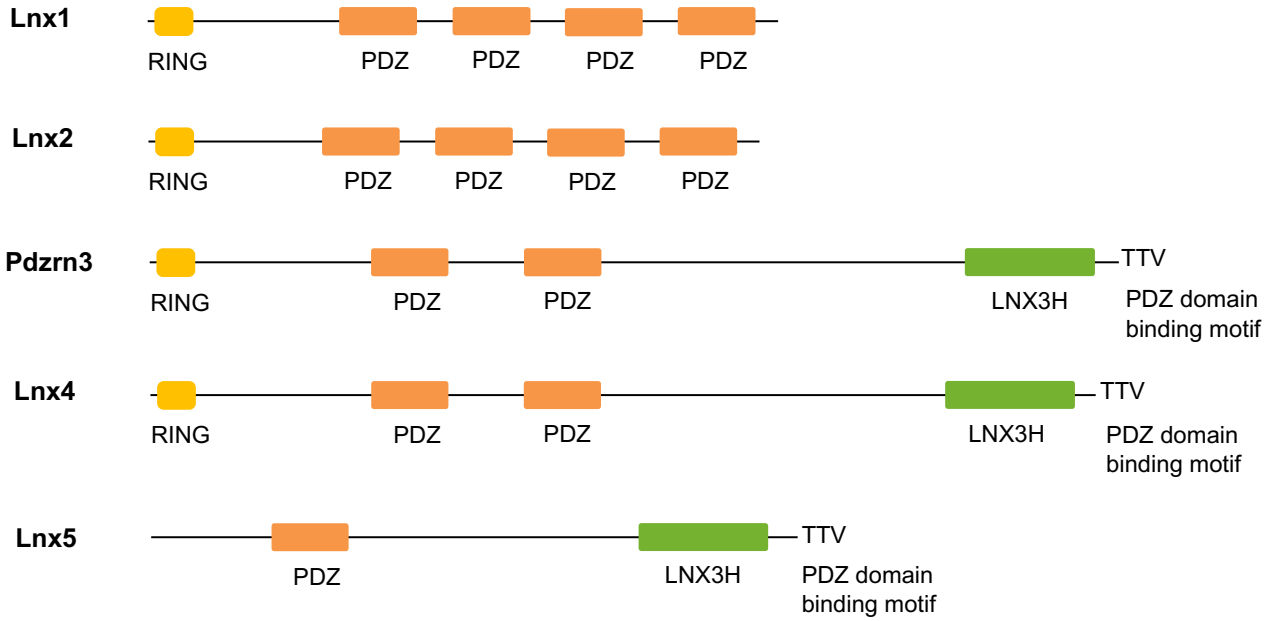 Lnx1
RING PDZ PDZ PDZ PDZ
Lnx2
RING PDZ PDZ PDZ PDZ
Pdzrn3 TTV
RING PDZ PDZ LNX3H PDZ domain
binding motif
Lnx4 TTV
RING PDZ PDZ LNX3H PDZ domain
binding motif
Lnx5 TTV
PDZ LNX3H PDZ domain
binding motif